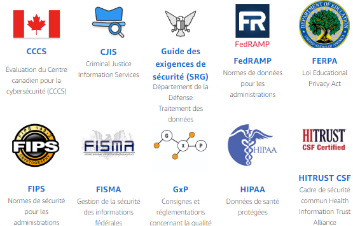 FR
FedRAMP
CCCS
Évaluation du Centre
canadien pour la
cybersécurité (CCCS)
CJIS
Criminal Justice
Information Services
Guide des
exigences de
sécurité (SRG)
Département de la
Défense
Traitement des
données
FedRAMP
Normes de données
pour les
administrations
FERPA
Loi Educational
Privacy Act
FIPS
FISMA
G
X
P
HIPAA
HITRUST
CSF Certified
FIPS
Normes de sécurité
pour les
administrations
FISMA
Gestion de la sécurité
des informations
fédérales
GxP
Consignes et
réglementations
concernant la qualité
HIPAA
Données de santé
protégées
HITRUST CSF
Cadre de sécurité
commun Health
Information Trust
Alliance